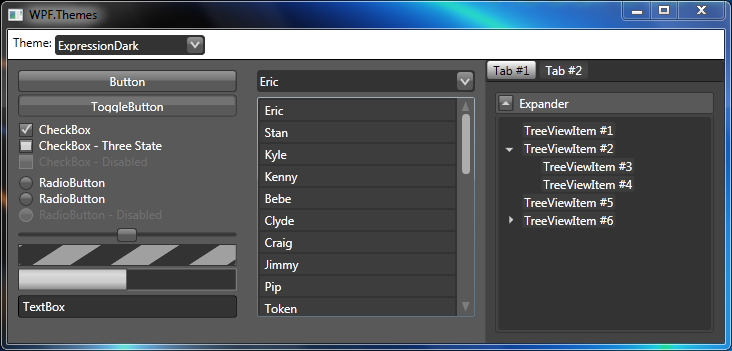 WPF.Themes
Theme: ExpressionDark
Button
ToggleButton
CheckBox
CheckBox - Three State
CheckBox - Disabled
RadioButton
RadioButton
RadioButton - Disabled
TextBox
Eric
Eric
Stan
Kyle
Kenny
Bebe
Clyde
Craig
Jimmy
Pip
Token
Tab #1 Tab #2
Expander
TreeViewItem #1
TreeViewItem #2
TreeViewItem #3
TreeViewItem #4
TreeViewItem #5
TreeViewItem #6